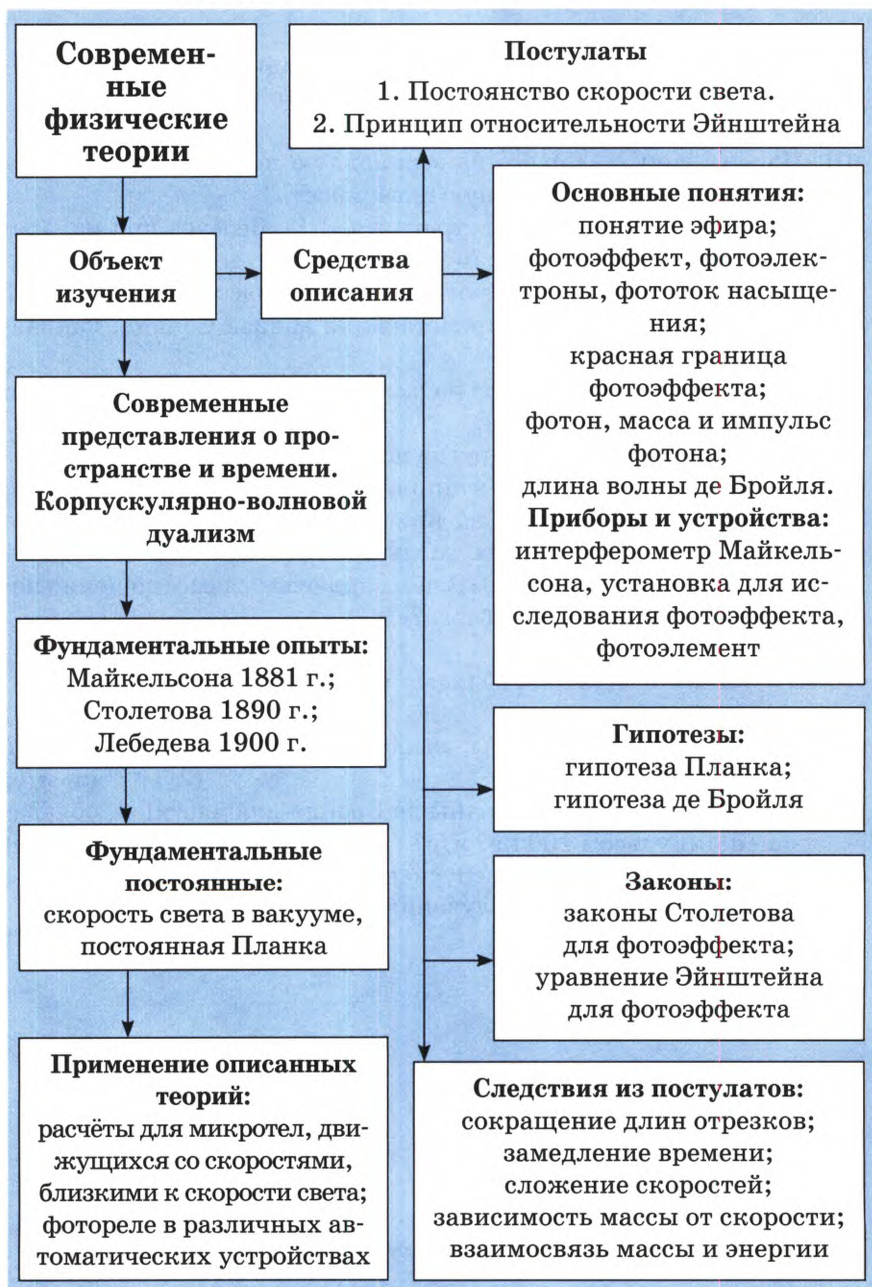 Современ-
ные
физические
теории
Постулаты
1. Постоянство скорости света.
2. Принцип относительности Эйнштейна
Объект
изучения
Средства
описания
Основные понятия:
понятие эфира;
фотоэффект, фотоэлек-
троны, фототок насыще-
ния;
красная граница
фотоэффекта;
фотон, масса и импульс
фотона;
длина волны де Бройля.
Приборы и устройства:
интерферометр Майкель-
сона, установка для ис-
следования фотоэффекта,
фотоэлемент
Современные
представления о про-
странстве и времени.
Корпускулярно-волновой
дуализм
Фундаментальные опыты:
Майкельсона 1881 г.;
Столетова 1890 г.;
Лебедева 1900 г.
Гипотезы:
гипотеза Планка;
гипотеза де Бройля
Фундаментальные
постоянные:
скорость света в вакууме,
постоянная Планка
Законы:
законы Столетова
для фотоэффекта;
уравнение Эйнштейна
для фотоэффекта
Применение описанных
теорий:
расчёты для микротел, дви-
жущихся со скоростями,
близкими к скорости света;
фотореле в различных ав-
томатических устройствах
Следствия из постулатов:
сокращение длин отрезков;
замедление времени;
сложение скоростей;
зависимость массы от скорости;
взаимосвязь массы и энергии